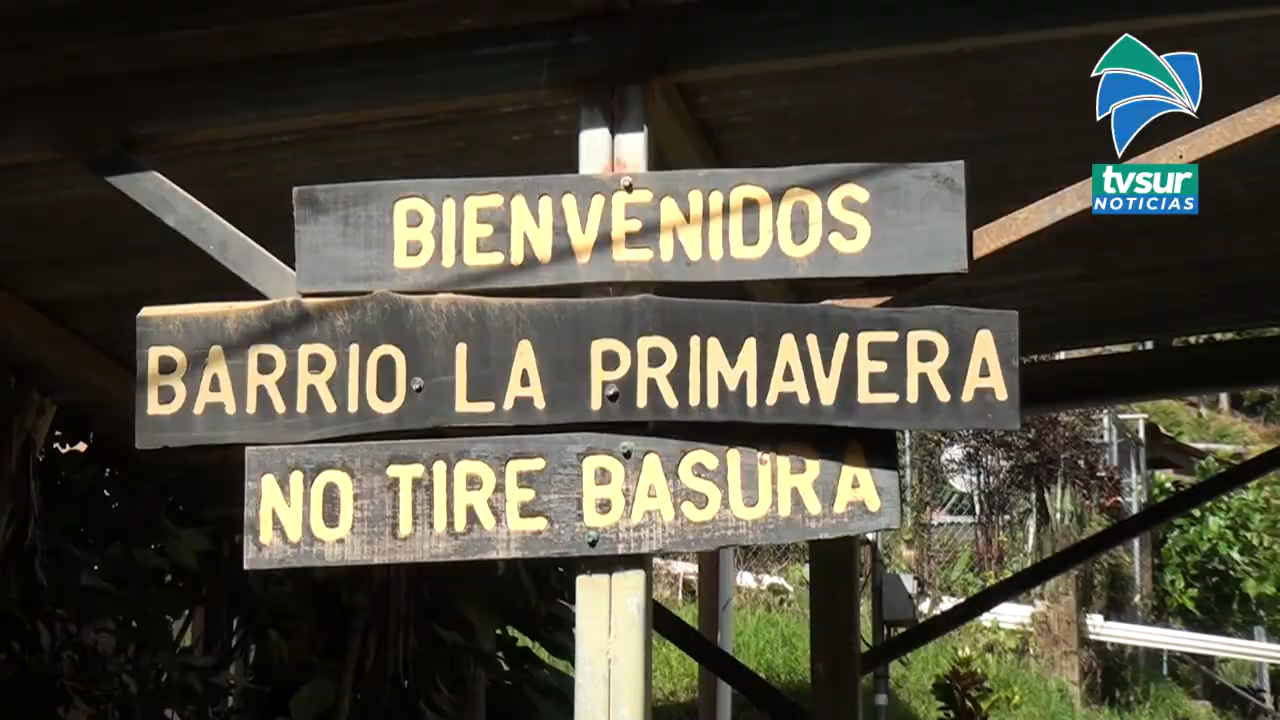 tvsur
NOTICIAS
BIENVENIDOS
BARRIO LA PRIMAVERA
NO TIRE BASURA